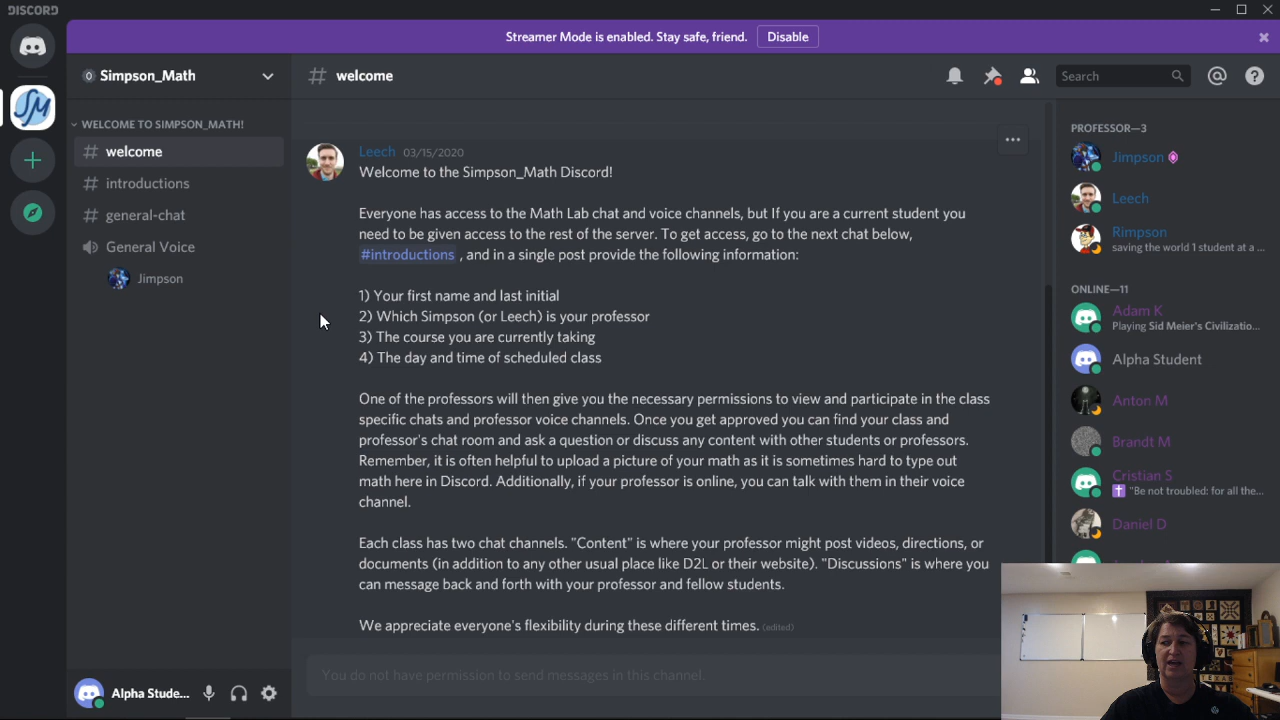 DISCORD
Streamer Mode is enabled. Stay safe, friend.
Disable
Simpson_Math
# welcome
Search
WELCOME TO SIMPSON_MATH!
# welcome
# introductions
# general-chat
General Voice
Jimpson
Leech 03/15/2020
Welcome to the Simpson_Math Discord!
Everyone has access to the Math Lab chat and voice channels, but If you are a current student you
need to be given access to the rest of the server. To get access, go to the next chat below,
#introductions , and in a single post provide the following information:
1) Your first name and last initial
2) Which Simpson (or Leech) is your professor
3) The course you are currently taking
4) The day and time of scheduled class
One of the professors will then give you the necessary permissions to view and participate in the class
specific chats and professor voice channels. Once you get approved you can find your class and
professor's chat room and ask a question or discuss any content with other students or professors.
Remember, it is often helpful to upload a picture of your math as it is sometimes hard to type out
math here in Discord. Additionally, if your professor is online, you can talk with them in their voice
channel.
Each class has two chat channels. "Content" is where your professor might post videos, directions, or
documents (in addition to any other usual place like D2L or their website). "Discussions" is where you
can message back and forth with your professor and fellow students.
We appreciate everyone's flexibility during these different times. (edited)
You do not have permission to send messages in this channel.
PROFESSOR—3
Jimpson
Leech
Rimpson
saving the world 1 student at a ...
ONLINE—11
Adam K
Playing Sid Meier's Civilizatio...
Alpha Student
Anton M
Brandt M
Cristian S
"Be not troubled: for all the...
Daniel D
Alpha Stude...